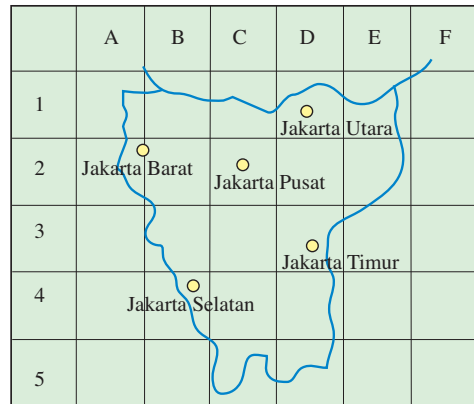 A B C D E F
1
Jakarta Utara
2
Jakarta Barat
Jakarta Pusat
3
Jakarta Timur
4
Jakarta Selatan
5